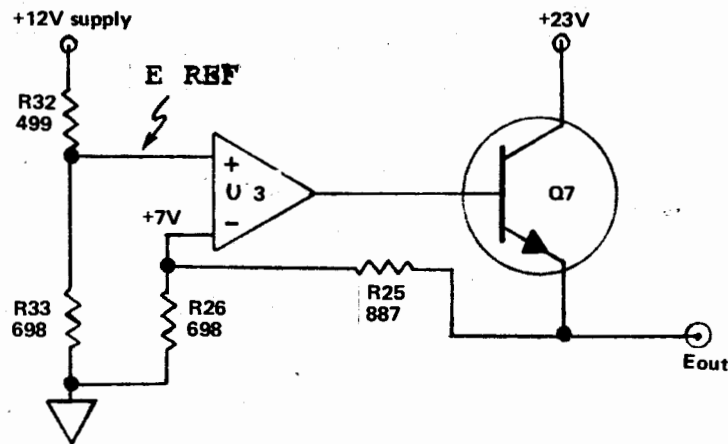 +12V supply
+23V
E REF
R32
499
+
U 3
-
Q7
+7V
R25
887
R33
698
R26
698
Eout